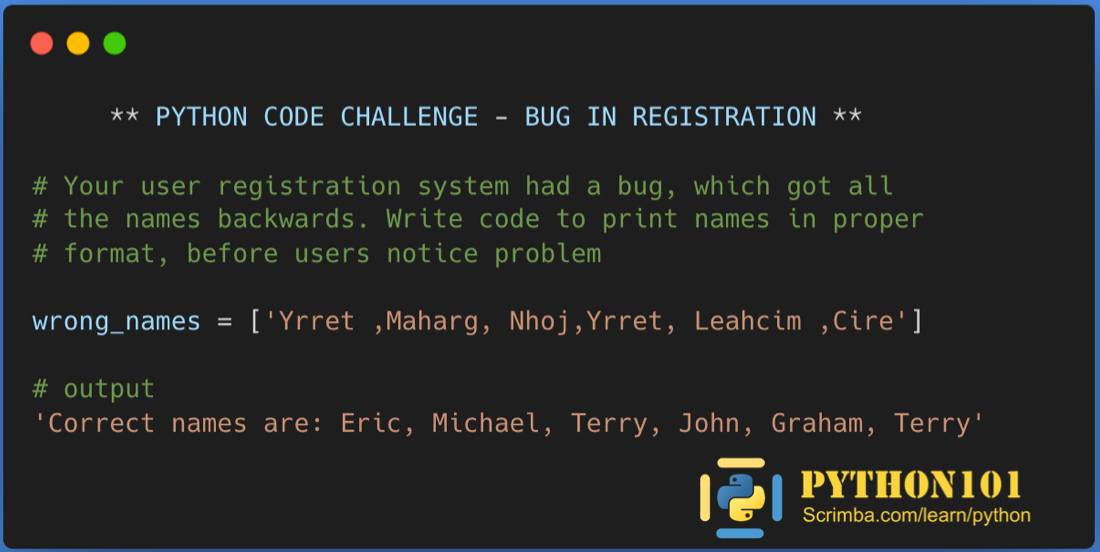 ** PYTHON CODE CHALLENGE - BUG IN REGISTRATION **
# Your user registration system had a bug, which got all
# the names backwards. Write code to print names in proper
# format, before users notice problem
wrong_names = ['Yrret ,Maharg, Nhoj,Yrret, Leahcim ,Cire']
# output
'Correct names are: Eric, Michael, Terry, John, Graham, Terry'
PYTHON101
Scrimba.com/learn/python